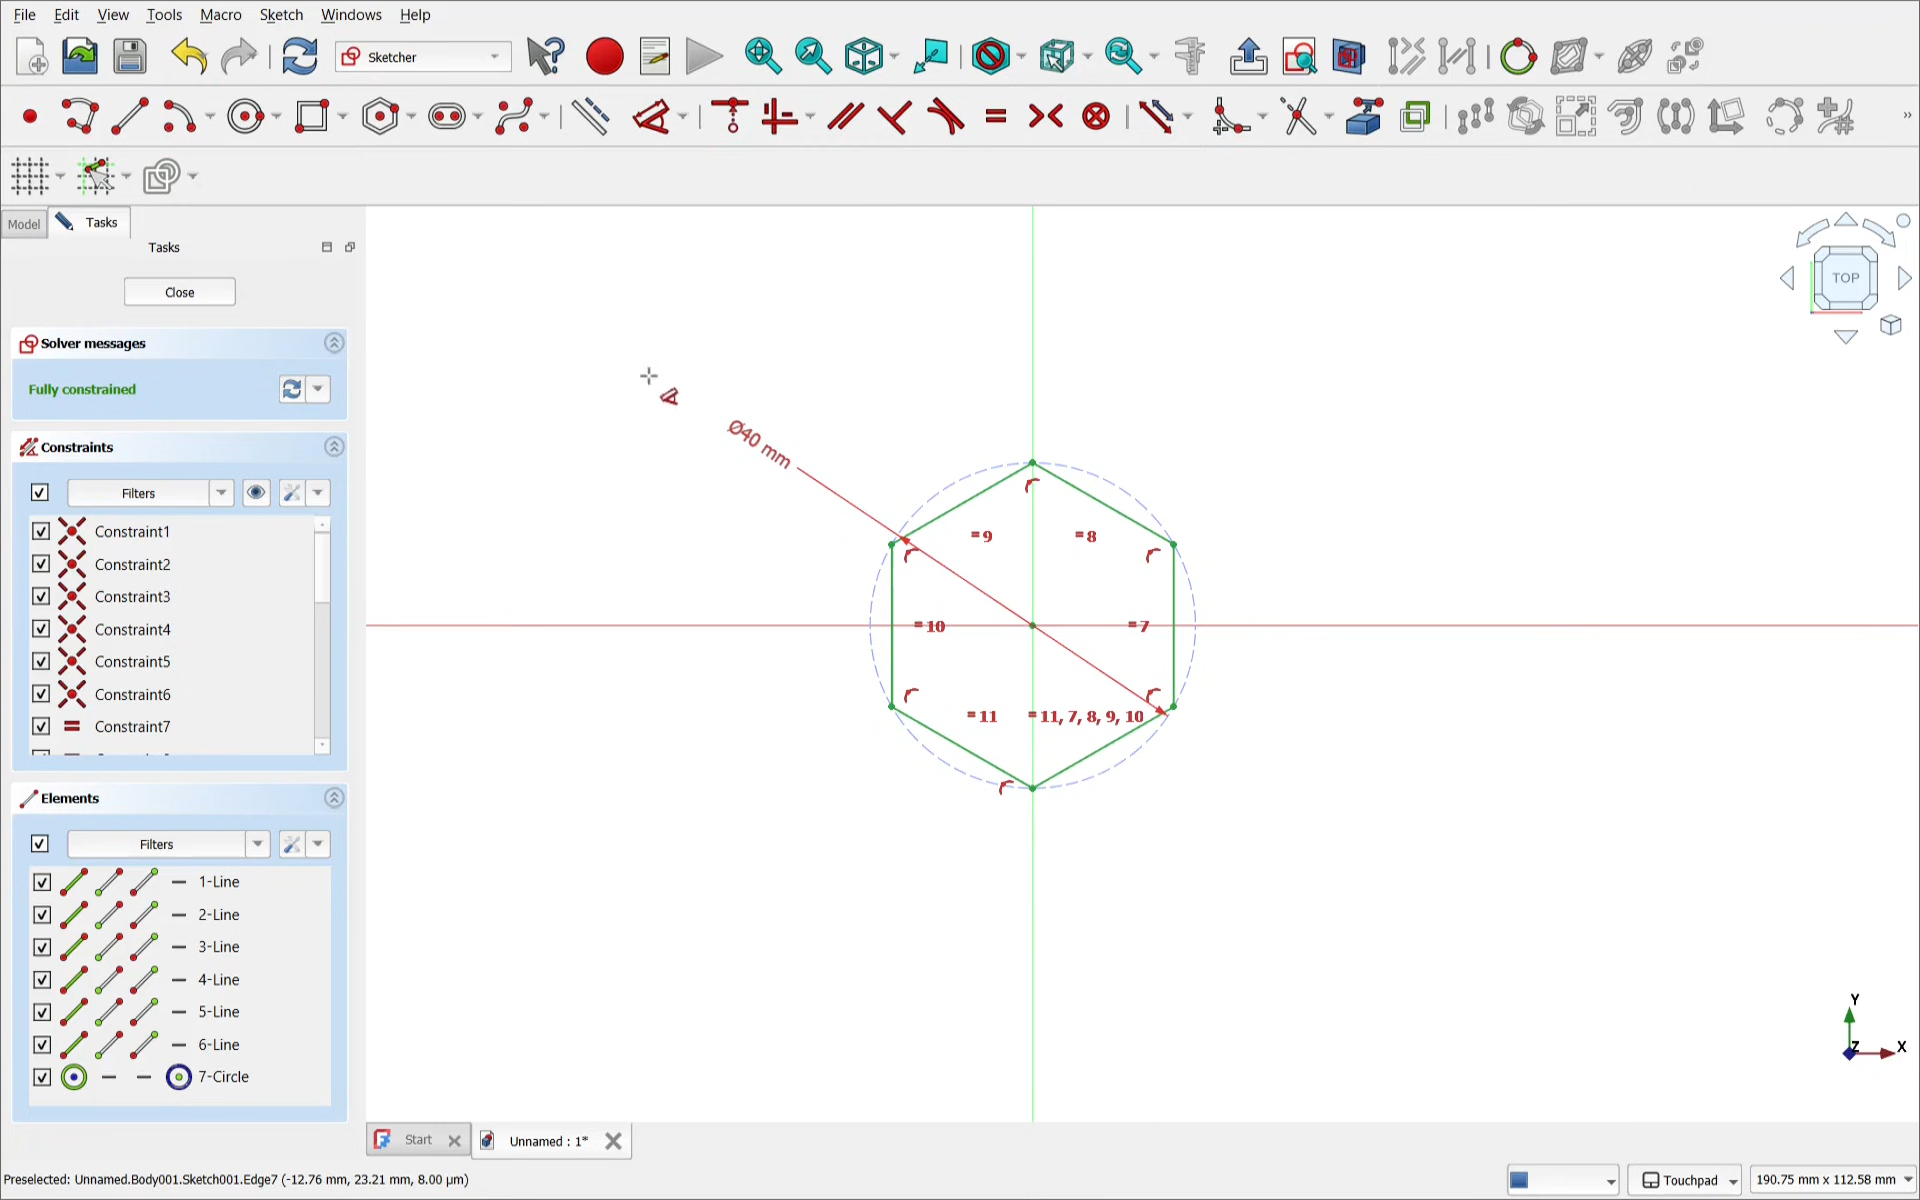 File Edit View Tools Macro Sketch Windows Help
Sketcher
Model Tasks
Tasks
Close
Solver messages
Fully constrained
Constraints
Filters
Constraint1
Constraint2
Constraint3
Constraint4
Constraint5
Constraint6
Constraint7
Elements
Filters
1-Line
2-Line
3-Line
4-Line
5-Line
6-Line
7-Circle
TOP
Ø40 mm
=9 =8
=10 =7
=11 =11, 7, 8, 9, 10
Y
Z X
Start Unnamed : 1*
Preselected: Unnamed.Body001.Sketch001.Edge7 (-12.76 mm, 23.21 mm, 8.00 µm) Touchpad 190.75 mm x 112.58 mm